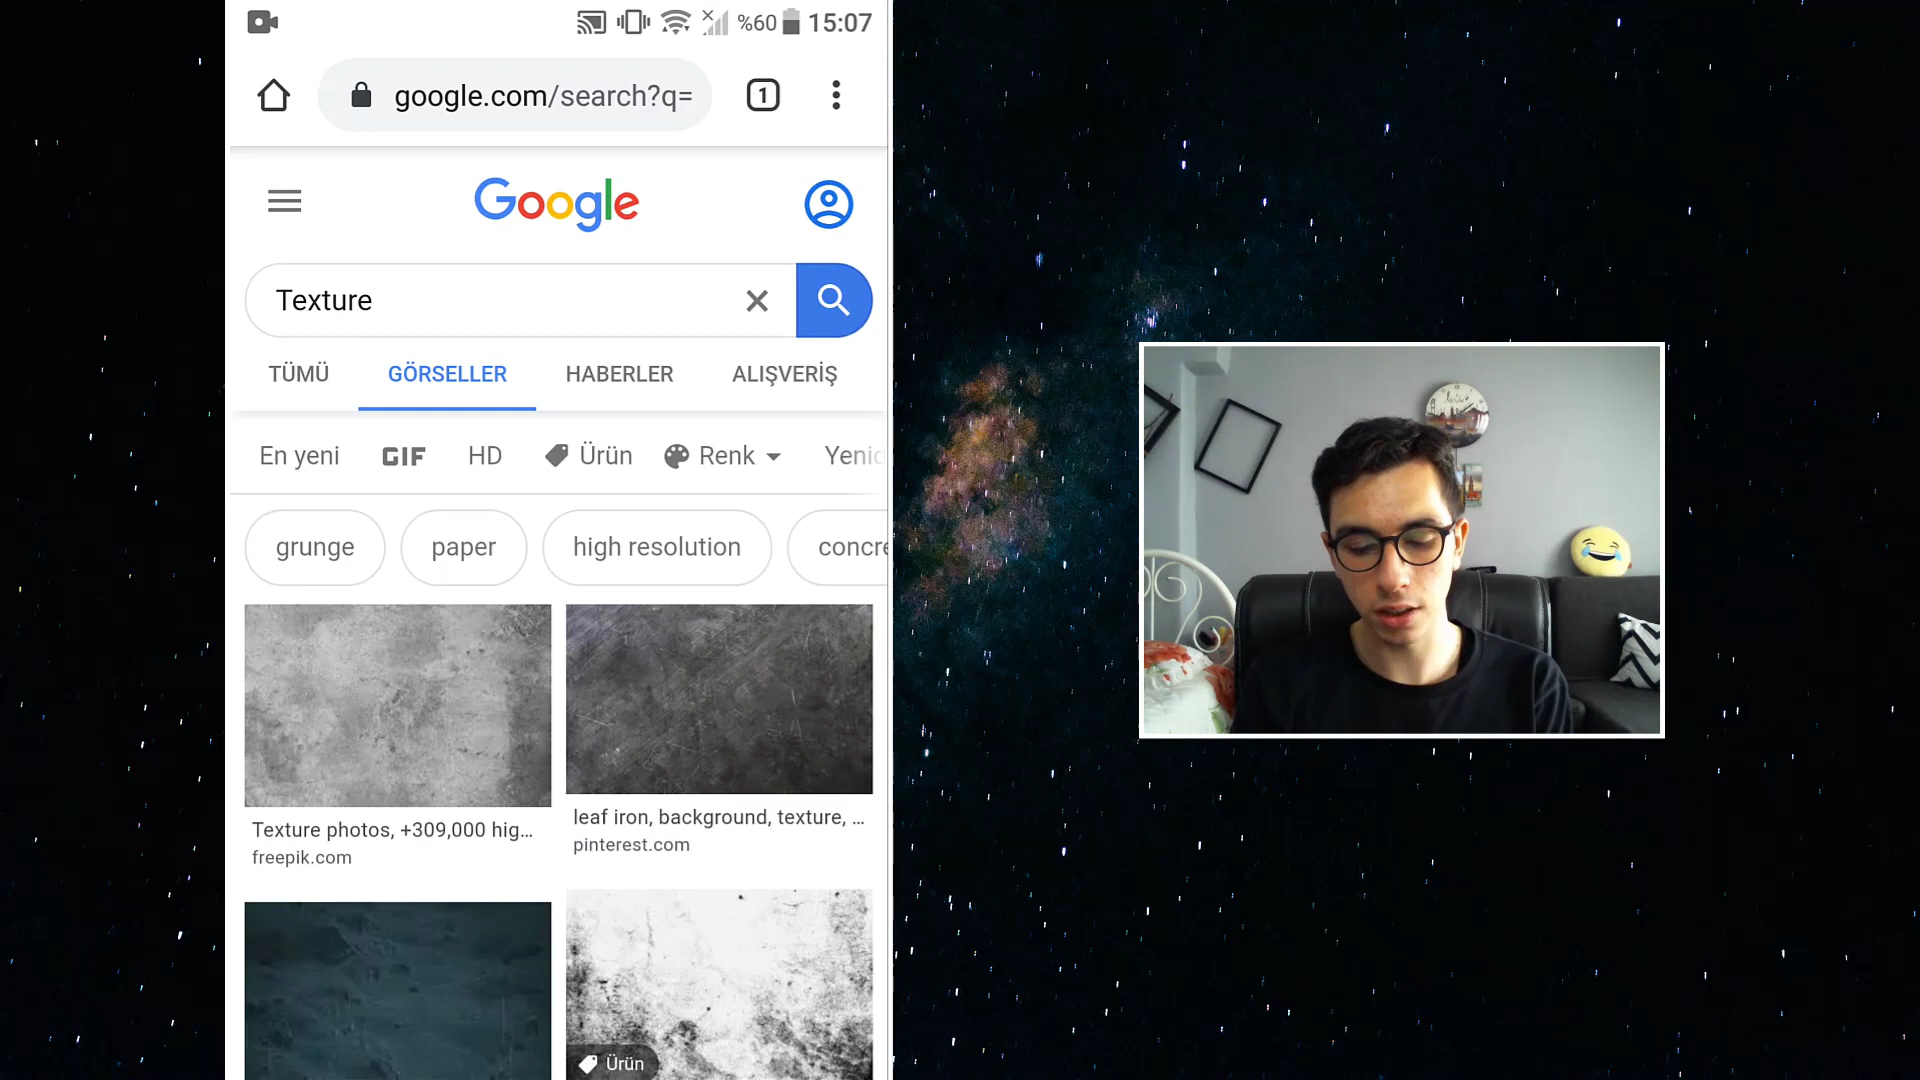 %60 15:07
google.com/search?q=
1
Google
Texture
TÜMÜ GÖRSELLER HABERLER ALIŞVERİŞ
En yeni GIF HD Ürün Renk
grunge paper high resolution
Texture photos, +309,000 hig...
freepik.com
leaf iron, background, texture, ...
pinterest.com
Ürün